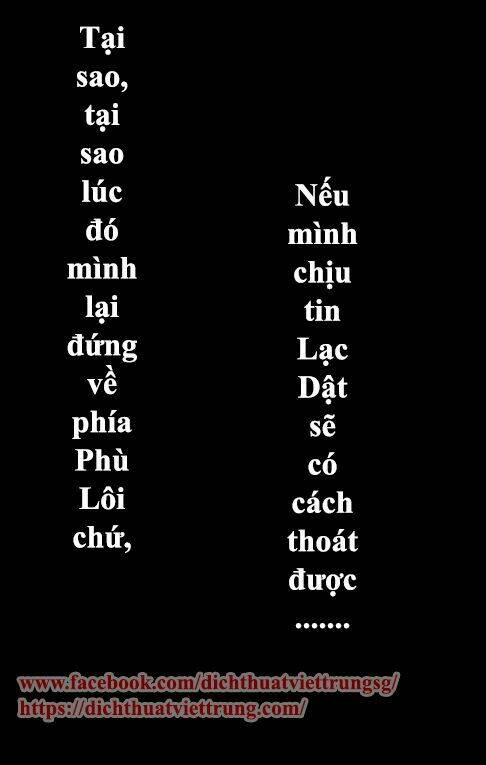 Tại
sao,
tại
sao
lúc
đó
mình
lại
đứng
về
phía
Phù
Lôi
chứ,
Nếu
mình
chịu
tin
Lạc
Dật
sẽ
có
cách
thoát
được
.......
www.facebook.com/dichthuatviettrungsg/
https://dichthuatviettrung.com/